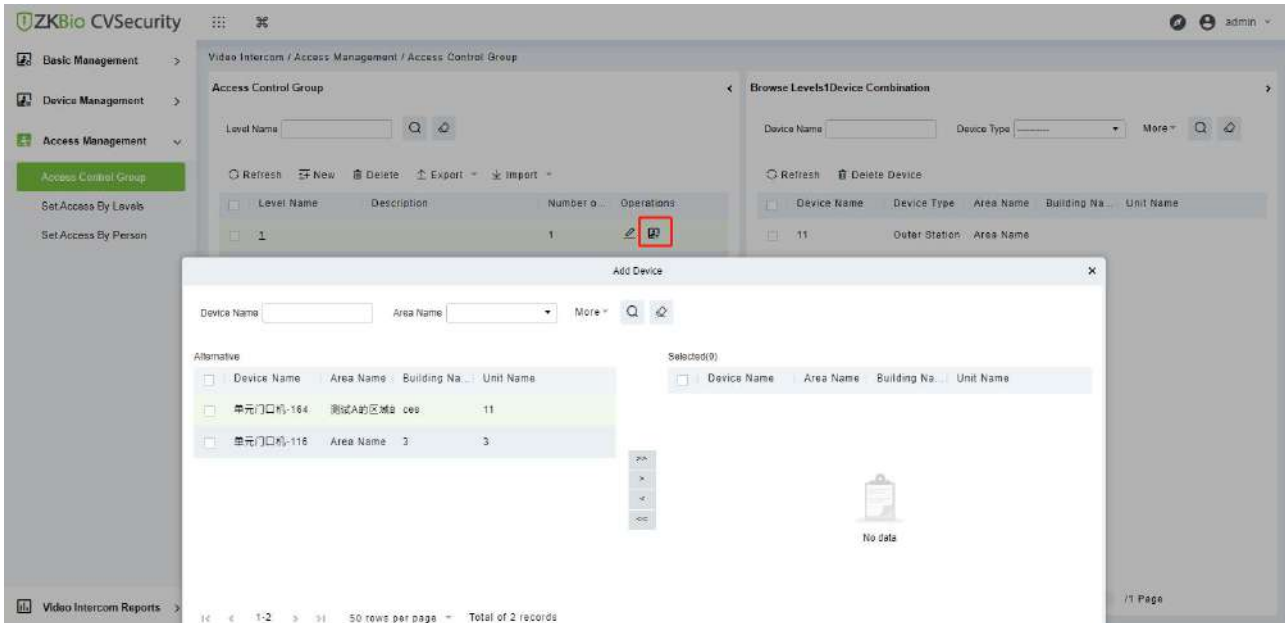 ZKBio CVSecurity
admin
Basic Management
Device Management
Access Management
Access Control Group
Set Access By Levels
Set Access By Person
Video Intercom Reports
Video Intercom / Access Management / Access Control Group
Access Control Group
Level Name
Refresh New Delete Export Import
Level Name Description Number o... Operations
1 1
Browse Levels1Device Combination
Device Name Device Type ---------- More
Refresh Delete Device
Device Name Device Type Area Name Building Na... Unit Name
11 Outer Station Area Name
Add Device
Device Name Area Name More
Alternative
Device Name Area Name Building Na... Unit Name
单元门口机-164 测试A的区域 ces 11
单元门口机-116 Area Name 3 3
>>
>
<
<<
Selected(0)
Device Name Area Name Building Na... Unit Name
No data
1-2 50 rows per page Total of 2 records
/1 Page